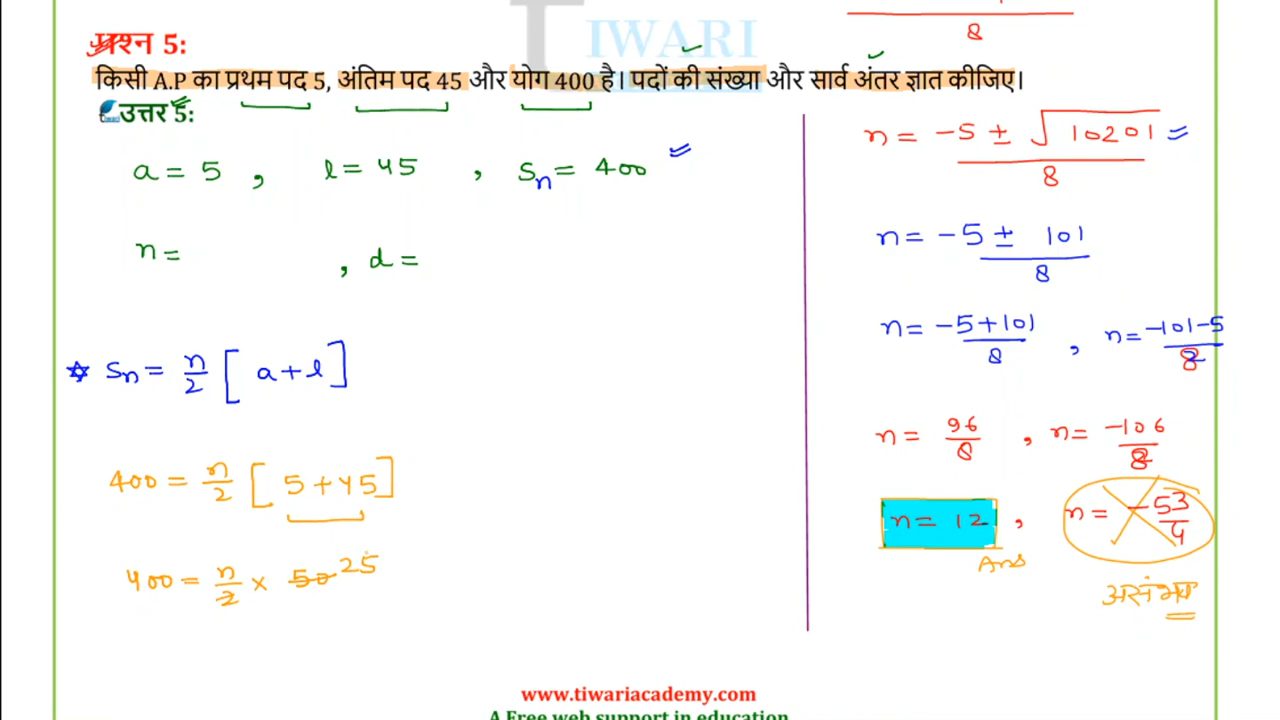 TIWARI
8
प्रश्न 5:
किसी A.P का प्रथम पद 5, अंतिम पद 45 और योग 400 है। पदों की संख्या और सार्व अंतर ज्ञात कीजिए।
उत्तर 5:
a = 5 , l = 45 , Sn = 400
n = , d =
Sn = n/2 [ a + l ]
400 = n/2 [ 5 + 45 ]
400 = n/2 × 50 25
n = -5 ± √10201 / 8
n = -5 ± 101 / 8
n = -5 + 101 / 8 , n = -101 - 5 / 8
n = 96/8 , n = -106/8
n = 12 , n = -53/4
Ans
असंभव
www.tiwariacademy.com
A Free web support in education